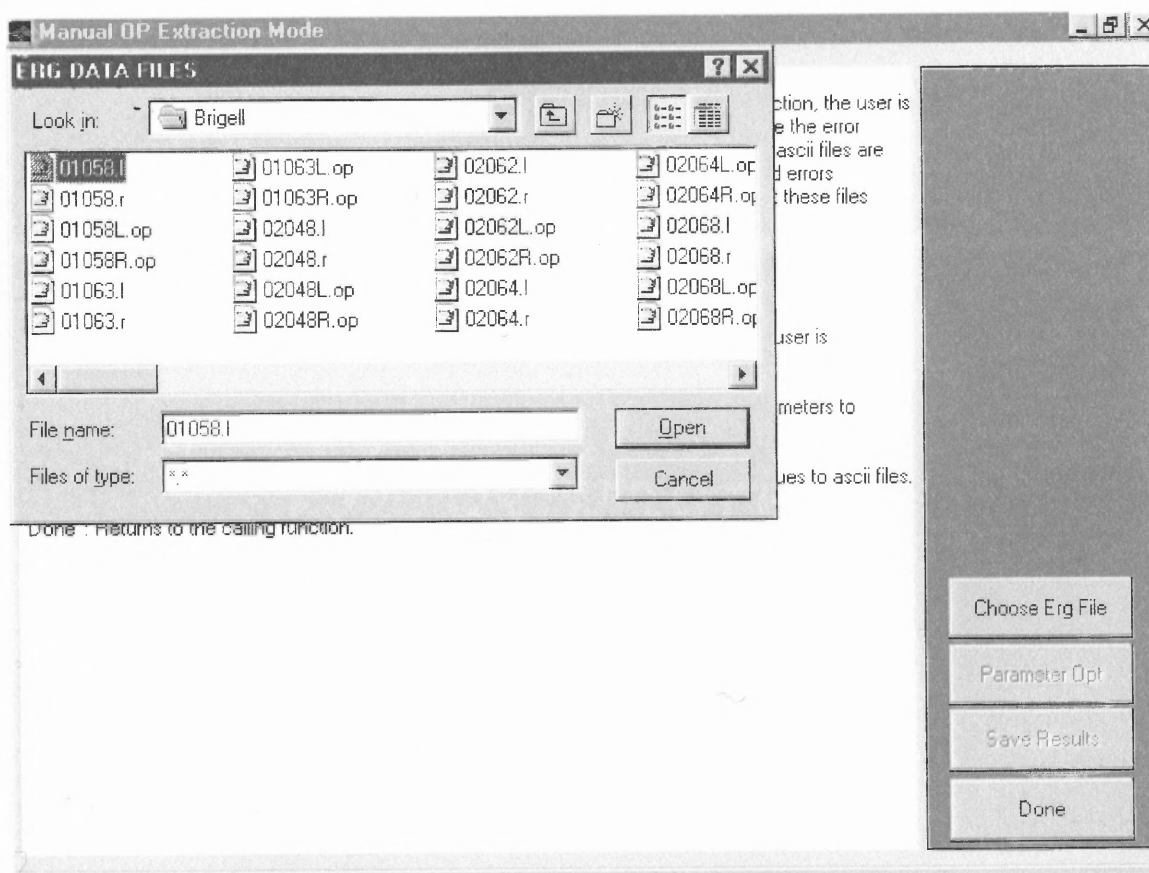 Manual OP Extraction Mode
ERG DATA FILES
Look in:
Brigell
01058.l
01063L.op
02062.l
02064L.op
01058.r
01063R.op
02062.r
02064R.op
01058L.op
02048.l
02062L.op
02068.l
01058R.op
02048.r
02062R.op
02068.r
01063.l
02048L.op
02064.l
02068L.op
01063.r
02048R.op
02064.r
02068R.op
File name:
01058.l
Open
Files of type:
*.*
Cancel
ction, the user is
e the error
ascii files are
d errors
these files
user is
meters to
ues to ascii files.
Done : Returns to the calling function.
Choose Erg File
Parameter Opt
Save Results
Done